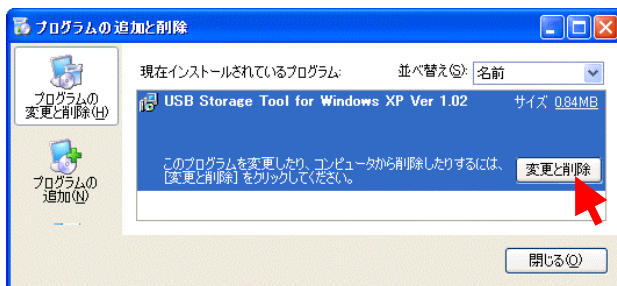 プログラムの追加と削除
現在インストールされているプログラム:
並べ替え(S):
名前
プログラムの
変更と削除(H)
USB Storage Tool for Windows XP Ver 1.02
サイズ 0.84MB
このプログラムを変更したり、コンピュータから削除したりするには、
[変更と削除] をクリックしてください。
変更と削除
プログラムの
追加(N)
閉じる(O)